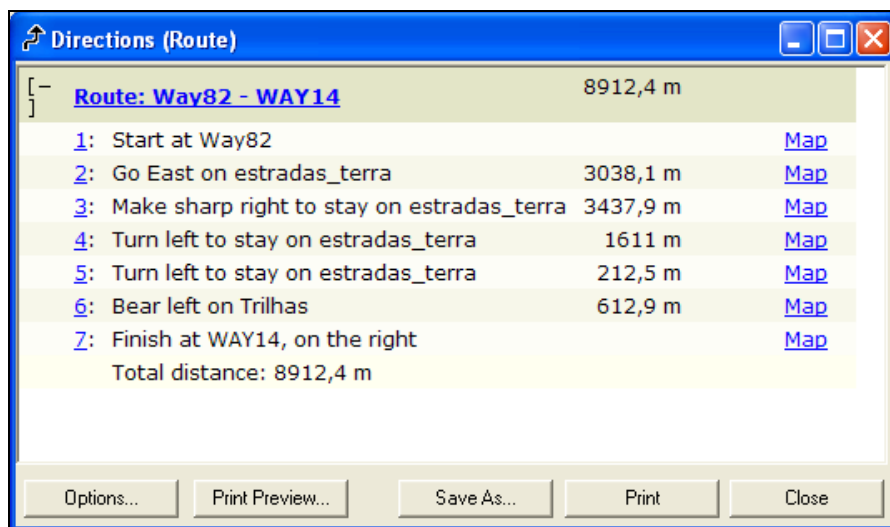 Directions (Route)
[-] Route: Way82 - WAY14 8912,4 m
1: Start at Way82 Map
2: Go East on estradas_terra 3038,1 m Map
3: Make sharp right to stay on estradas_terra 3437,9 m Map
4: Turn left to stay on estradas_terra 1611 m Map
5: Turn left to stay on estradas_terra 212,5 m Map
6: Bear left on Trilhas 612,9 m Map
7: Finish at WAY14, on the right Map
Total distance: 8912,4 m
Options... Print Preview... Save As... Print Close